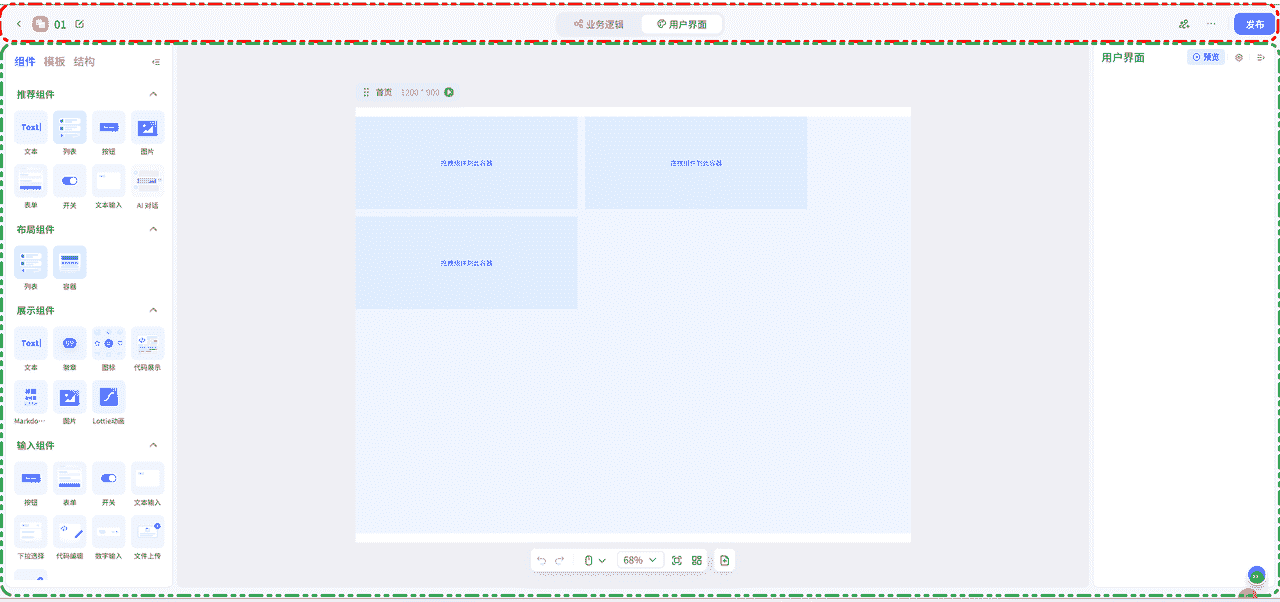 01
业务逻辑 用户界面
发布
组件 模板 结构
推荐组件
Text
文本 列表 按钮 图片
表单 开关 文本输入 AI 对话
布局组件
列表 容器
展示组件
Text
文本 徽章 图标 代码展示
Markdo··· 图片 Lottie动画
输入组件
按钮 表单 开关 文本输入
下拉选择 代码编辑 数字输入 文件上传
首页 1200 * 900
68%
用户界面
预览